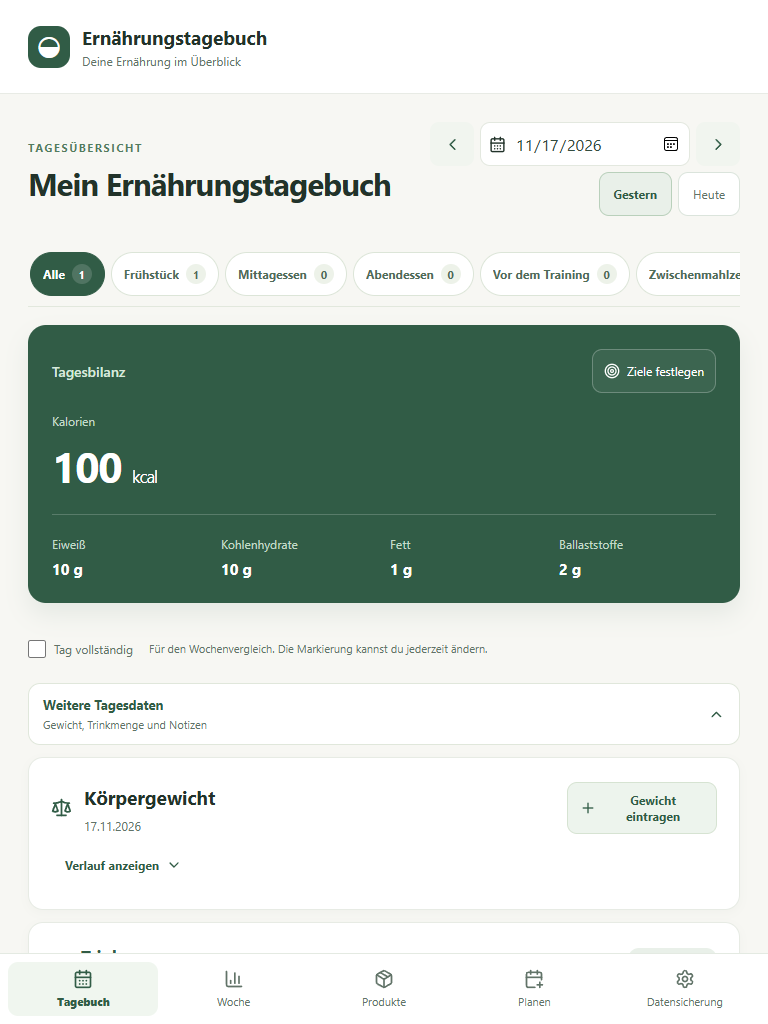 Ernährungstagebuch
Deine Ernährung im Überblick
TAGESÜBERSICHT
Mein Ernährungstagebuch
11/17/2026
Gestern
Heute
Alle 1
Frühstück 1
Mittagessen 0
Abendessen 0
Vor dem Training 0
Zwischenmahlze
Tagesbilanz
Ziele festlegen
Kalorien
100 kcal
Eiweiß
10 g
Kohlenhydrate
10 g
Fett
1 g
Ballaststoffe
2 g
Tag vollständig
Für den Wochenvergleich. Die Markierung kannst du jederzeit ändern.
Weitere Tagesdaten
Gewicht, Trinkmenge und Notizen
Körpergewicht
17.11.2026
Gewicht
eintragen
Verlauf anzeigen
Tagebuch
Woche
Produkte
Planen
Datensicherung